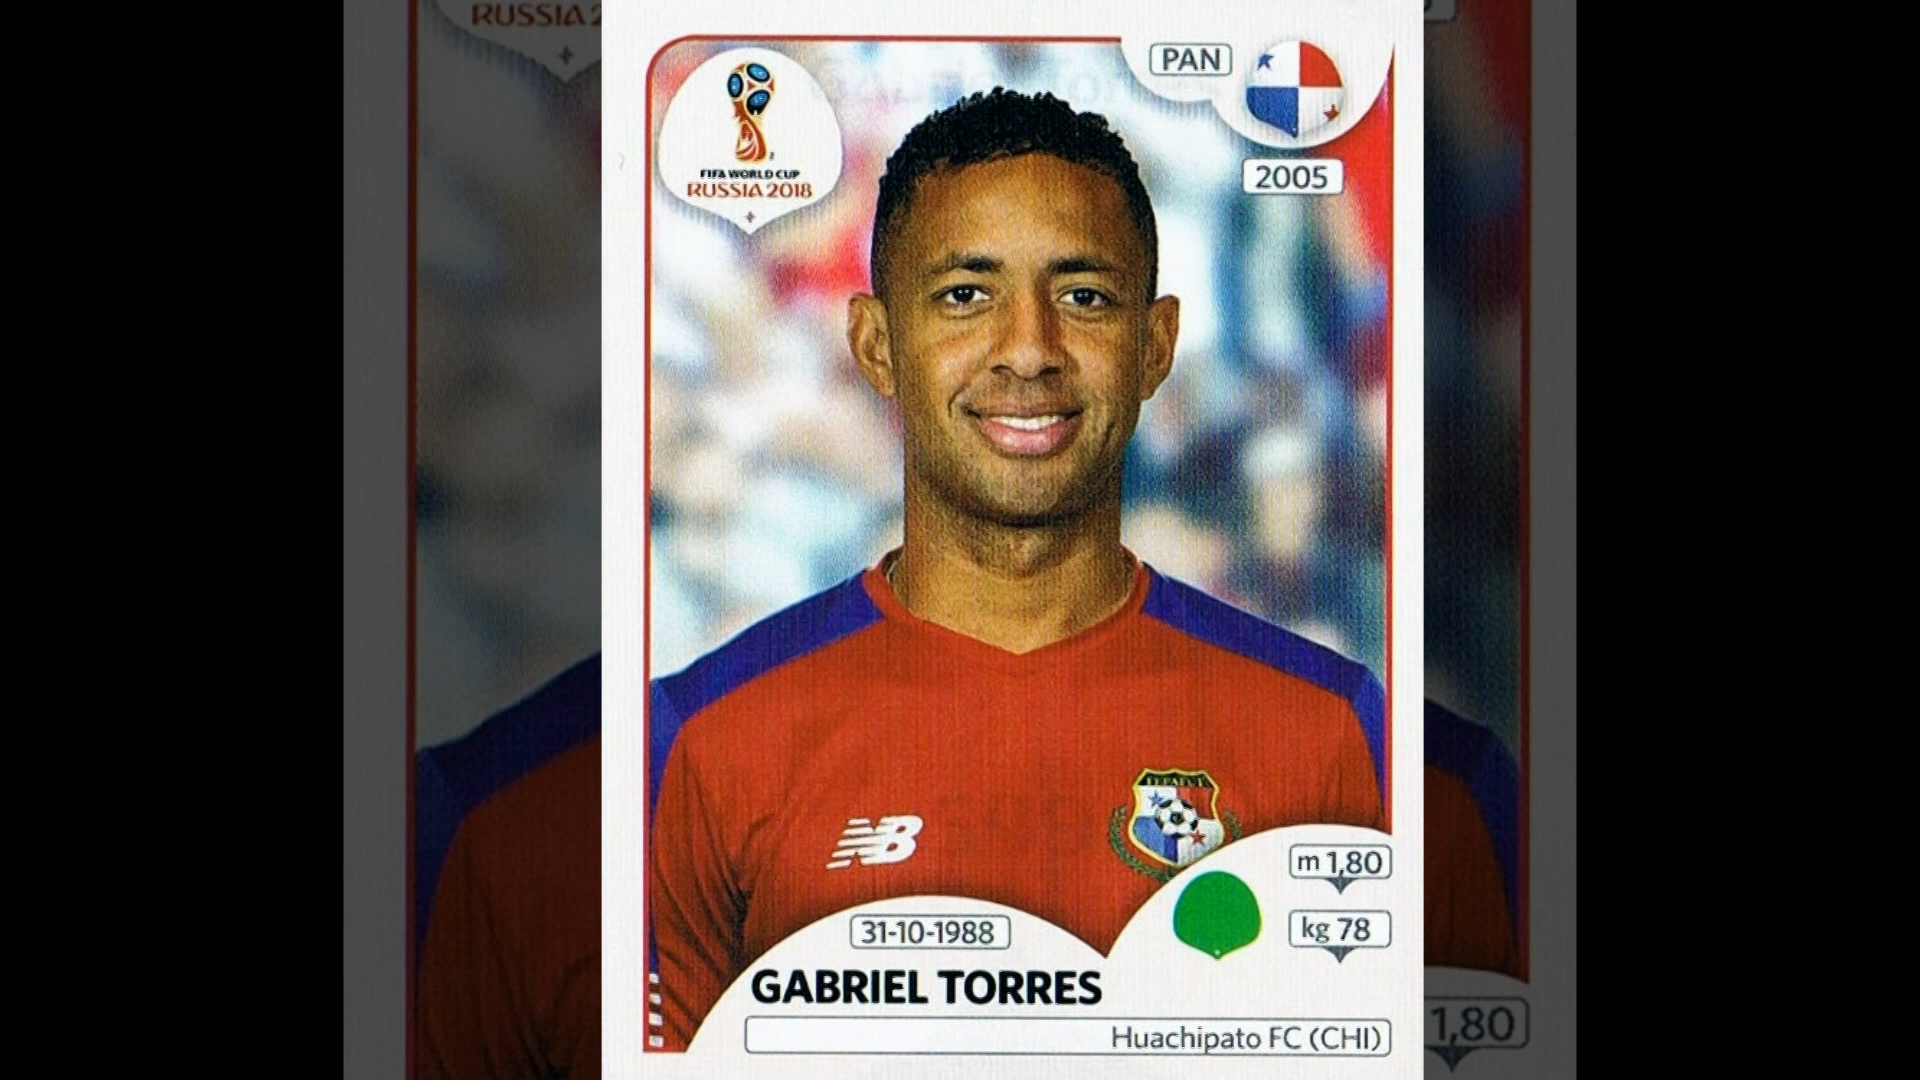 RUSSIA 2
PAN
FIFA WORLD CUP
RUSSIA 2018
2005
NB
m 1,80
31-10-1988
kg 78
GABRIEL TORRES
Huachipato FC (CHI)
1,80